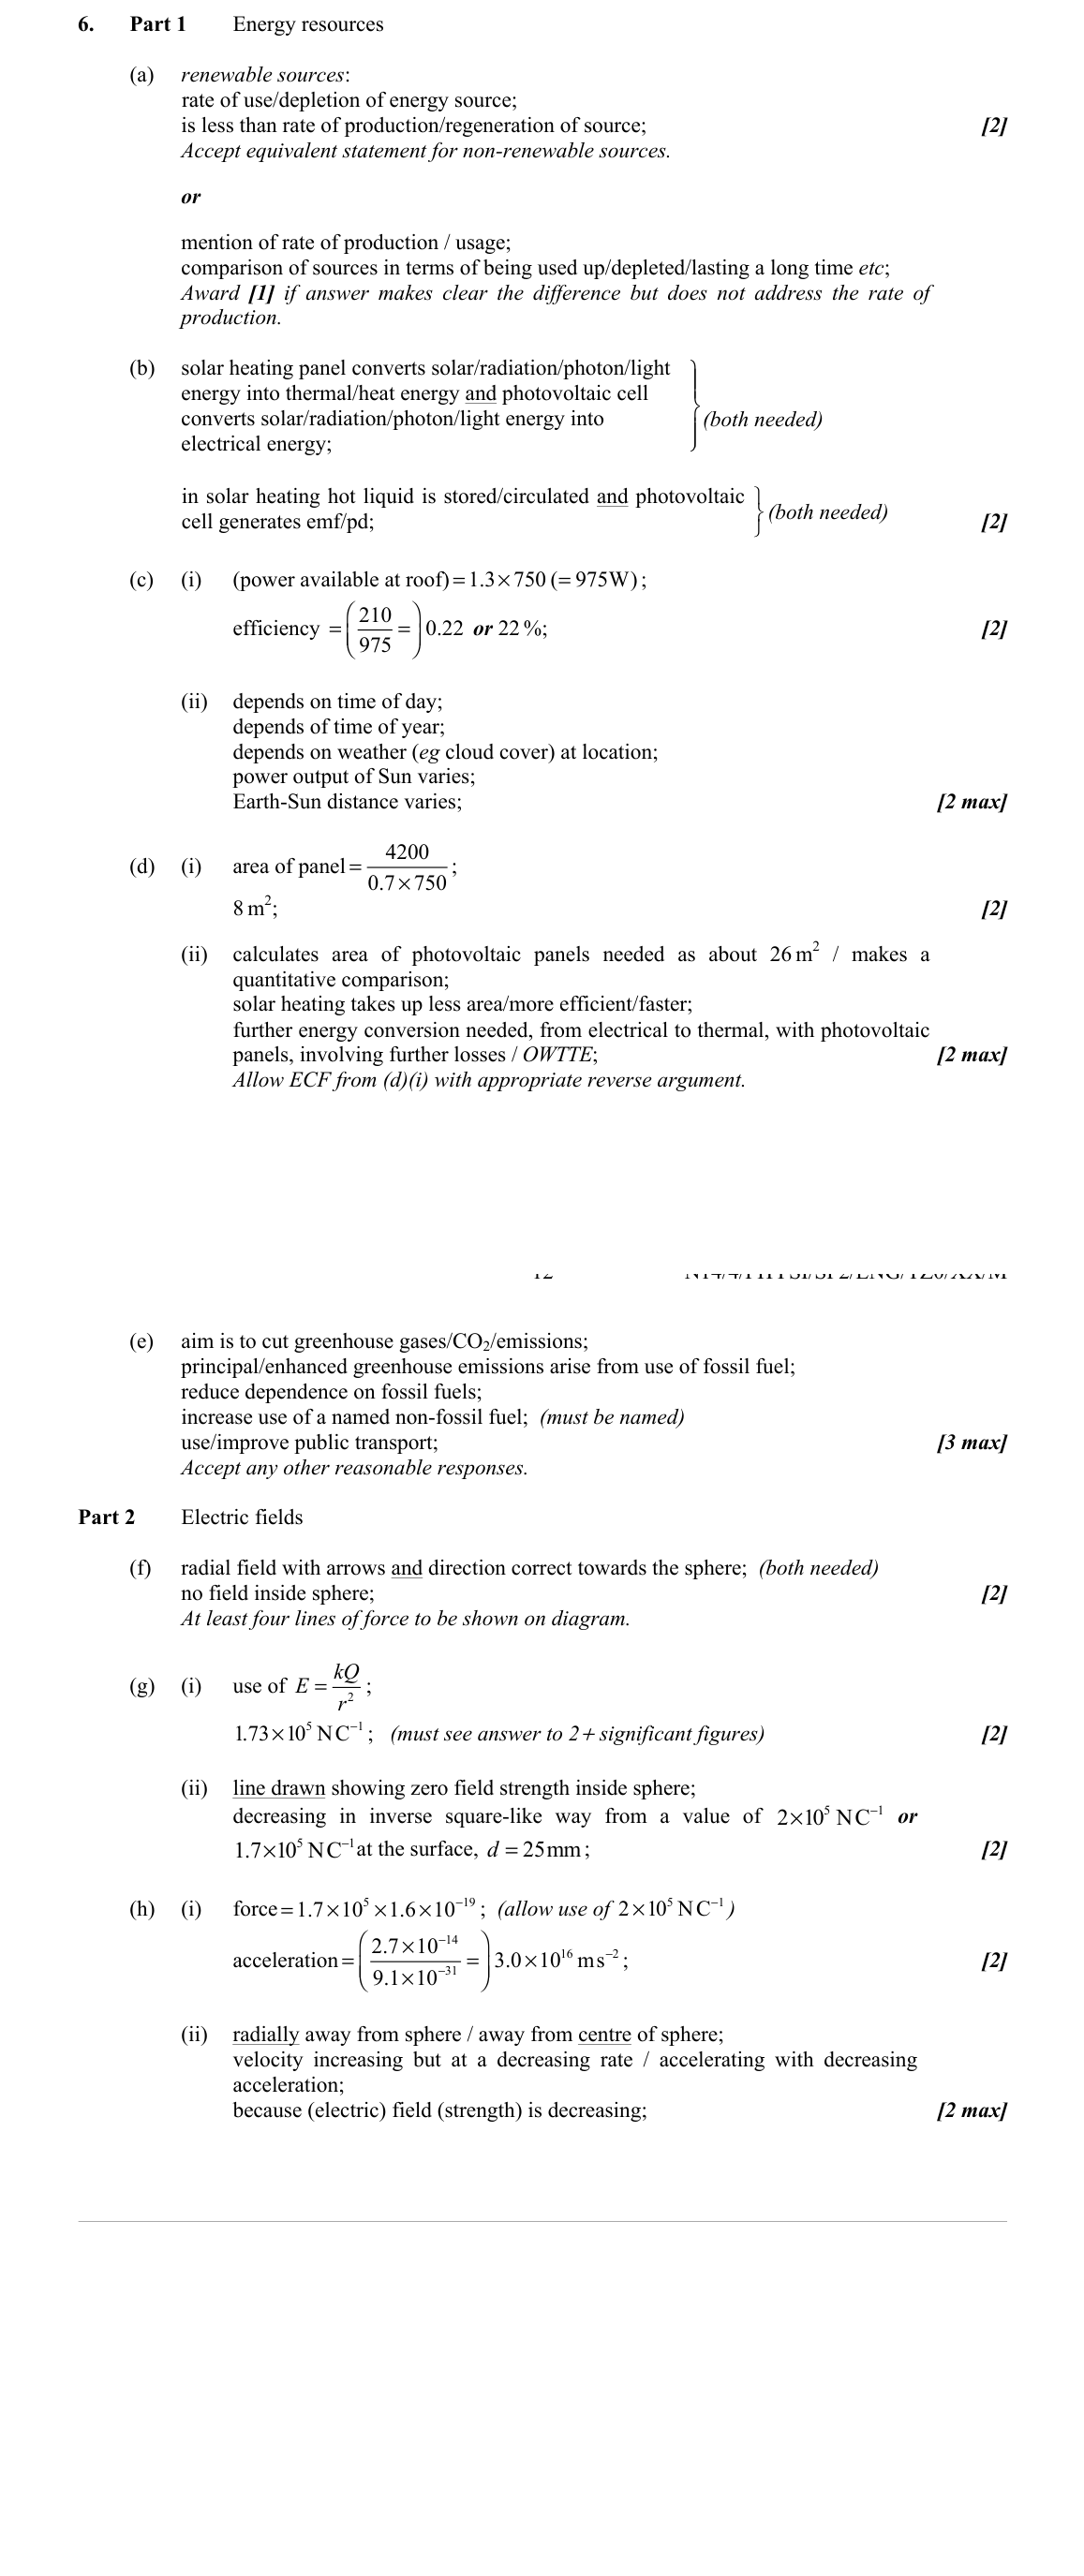 6. Part 1 Energy resources
(a) renewable sources:
rate of use/depletion of energy source;
is less than rate of production/regeneration of source; [2]
Accept equivalent statement for non-renewable sources.
or
mention of rate of production / usage;
comparison of sources in terms of being used up/depleted/lasting a long time etc;
Award [1] if answer makes clear the difference but does not address the rate of
production.
(b) solar heating panel converts solar/radiation/photon/light
energy into thermal/heat energy and photovoltaic cell
converts solar/radiation/photon/light energy into (both needed)
electrical energy;
in solar heating hot liquid is stored/circulated and photovoltaic (both needed)
cell generates emf/pd; [2]
(c) (i) (power available at roof) = 1.3 × 750 (= 975W);
efficiency = (210/975 =) 0.22 or 22 %; [2]
(ii) depends on time of day;
depends of time of year;
depends on weather (eg cloud cover) at location;
power output of Sun varies;
Earth-Sun distance varies; [2 max]
(d) (i) area of panel = 4200/(0.7 × 750);
8 m²; [2]
(ii) calculates area of photovoltaic panels needed as about 26 m² / makes a
quantitative comparison;
solar heating takes up less area/more efficient/faster;
further energy conversion needed, from electrical to thermal, with photovoltaic
panels, involving further losses / OWTTE; [2 max]
Allow ECF from (d)(i) with appropriate reverse argument.
(e) aim is to cut greenhouse gases/CO₂/emissions;
principal/enhanced greenhouse emissions arise from use of fossil fuel;
reduce dependence on fossil fuels;
increase use of a named non-fossil fuel; (must be named)
use/improve public transport; [3 max]
Accept any other reasonable responses.
Part 2 Electric fields
(f) radial field with arrows and direction correct towards the sphere; (both needed)
no field inside sphere; [2]
At least four lines of force to be shown on diagram.
(g) (i) use of E = kQ/r²;
1.73 × 10⁵ N C⁻¹; (must see answer to 2+ significant figures) [2]
(ii) line drawn showing zero field strength inside sphere;
decreasing in inverse square-like way from a value of 2×10⁵ N C⁻¹ or
1.7×10⁵ N C⁻¹ at the surface, d = 25mm; [2]
(h) (i) force = 1.7×10⁵ ×1.6×10⁻¹⁹; (allow use of 2×10⁵ N C⁻¹)
acceleration = (2.7×10⁻¹⁴/9.1×10⁻³¹ =) 3.0×10¹⁶ m s⁻²; [2]
(ii) radially away from sphere / away from centre of sphere;
velocity increasing but at a decreasing rate / accelerating with decreasing
acceleration;
because (electric) field (strength) is decreasing; [2 max]